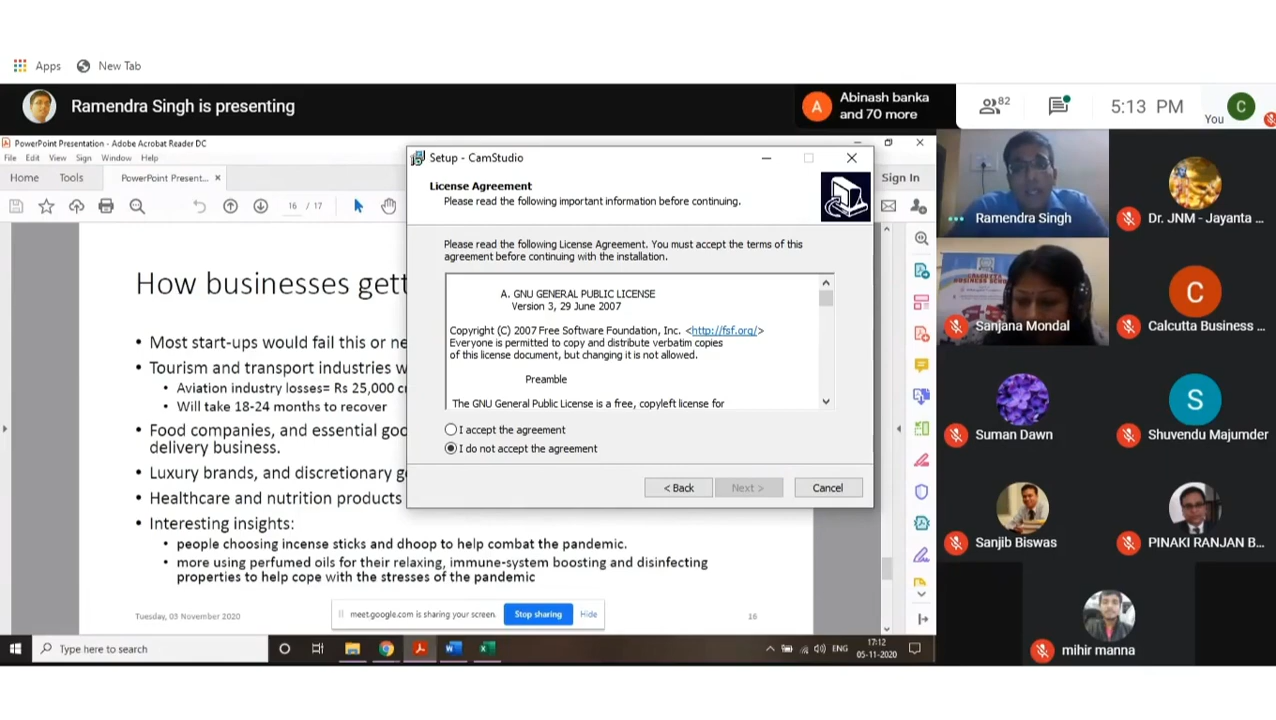 Apps
New Tab
Ramendra Singh is presenting
A
Abinash banka
and 70 more
82
5:13 PM
You
C
PowerPoint Presentation - Adobe Acrobat Reader DC
File Edit View Sign Window Help
Home Tools PowerPoint Present... × Sign In
16 / 17
How businesses gett
• Most start-ups would fail this or ne
• Tourism and transport industries w
• Aviation industry losses= Rs 25,000 c
• Will take 18-24 months to recover
• Food companies, and essential goo
delivery business.
• Luxury brands, and discretionary g
• Healthcare and nutrition products
• Interesting insights:
• people choosing incense sticks and dhoop to help combat the pandemic.
• more using perfumed oils for their relaxing, immune-system boosting and disinfecting
properties to help cope with the stresses of the pandemic
Tuesday, 03 November 2020
16
Setup - CamStudio
License Agreement
Please read the following important information before continuing.
Please read the following License Agreement. You must accept the terms of this
agreement before continuing with the installation.
A. GNU GENERAL PUBLIC LICENSE
Version 3, 29 June 2007
Copyright (C) 2007 Free Software Foundation, Inc. <http://fsf.org/>
Everyone is permitted to copy and distribute verbatim copies
of this license document, but changing it is not allowed.
Preamble
The GNU General Public License is a free, copyleft license for
I accept the agreement
I do not accept the agreement
< Back Next > Cancel
meet.google.com is sharing your screen. Stop sharing Hide
Type here to search
ENG
17:12
05-11-2020
Ramendra Singh
Dr. JNM - Jayanta ...
Sanjana Mondal
C
Calcutta Business ...
Suman Dawn
S
Shuvendu Majumder
Sanjib Biswas
PINAKI RANJAN B...
mihir manna